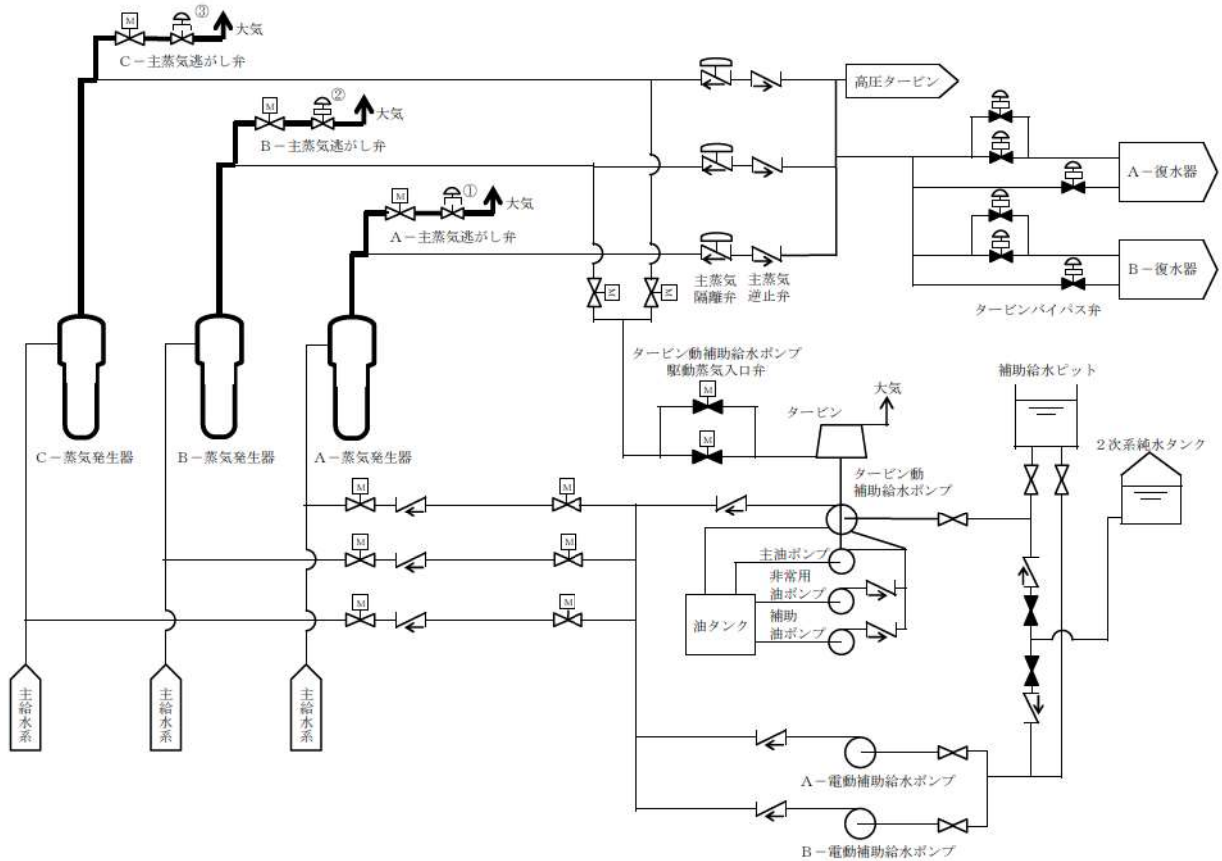 M
③
大気
C-主蒸気逃がし弁
M
②
大気
B-主蒸気逃がし弁
M
①
大気
A-主蒸気逃がし弁
高圧タービン
A-復水器
B-復水器
タービンバイパス弁
主蒸気
隔離弁
主蒸気
逆止弁
M
M
タービン動補助給水ポンプ
駆動蒸気入口弁
M
M
タービン
大気
補助給水ピット
2次系純水タンク
C-蒸気発生器
B-蒸気発生器
A-蒸気発生器
タービン動
補助給水ポンプ
M
M
M
M
M
M
主油ポンプ
非常用
油ポンプ
補助
油ポンプ
油タンク
主給水系
主給水系
主給水系
A-電動補助給水ポンプ
B-電動補助給水ポンプ